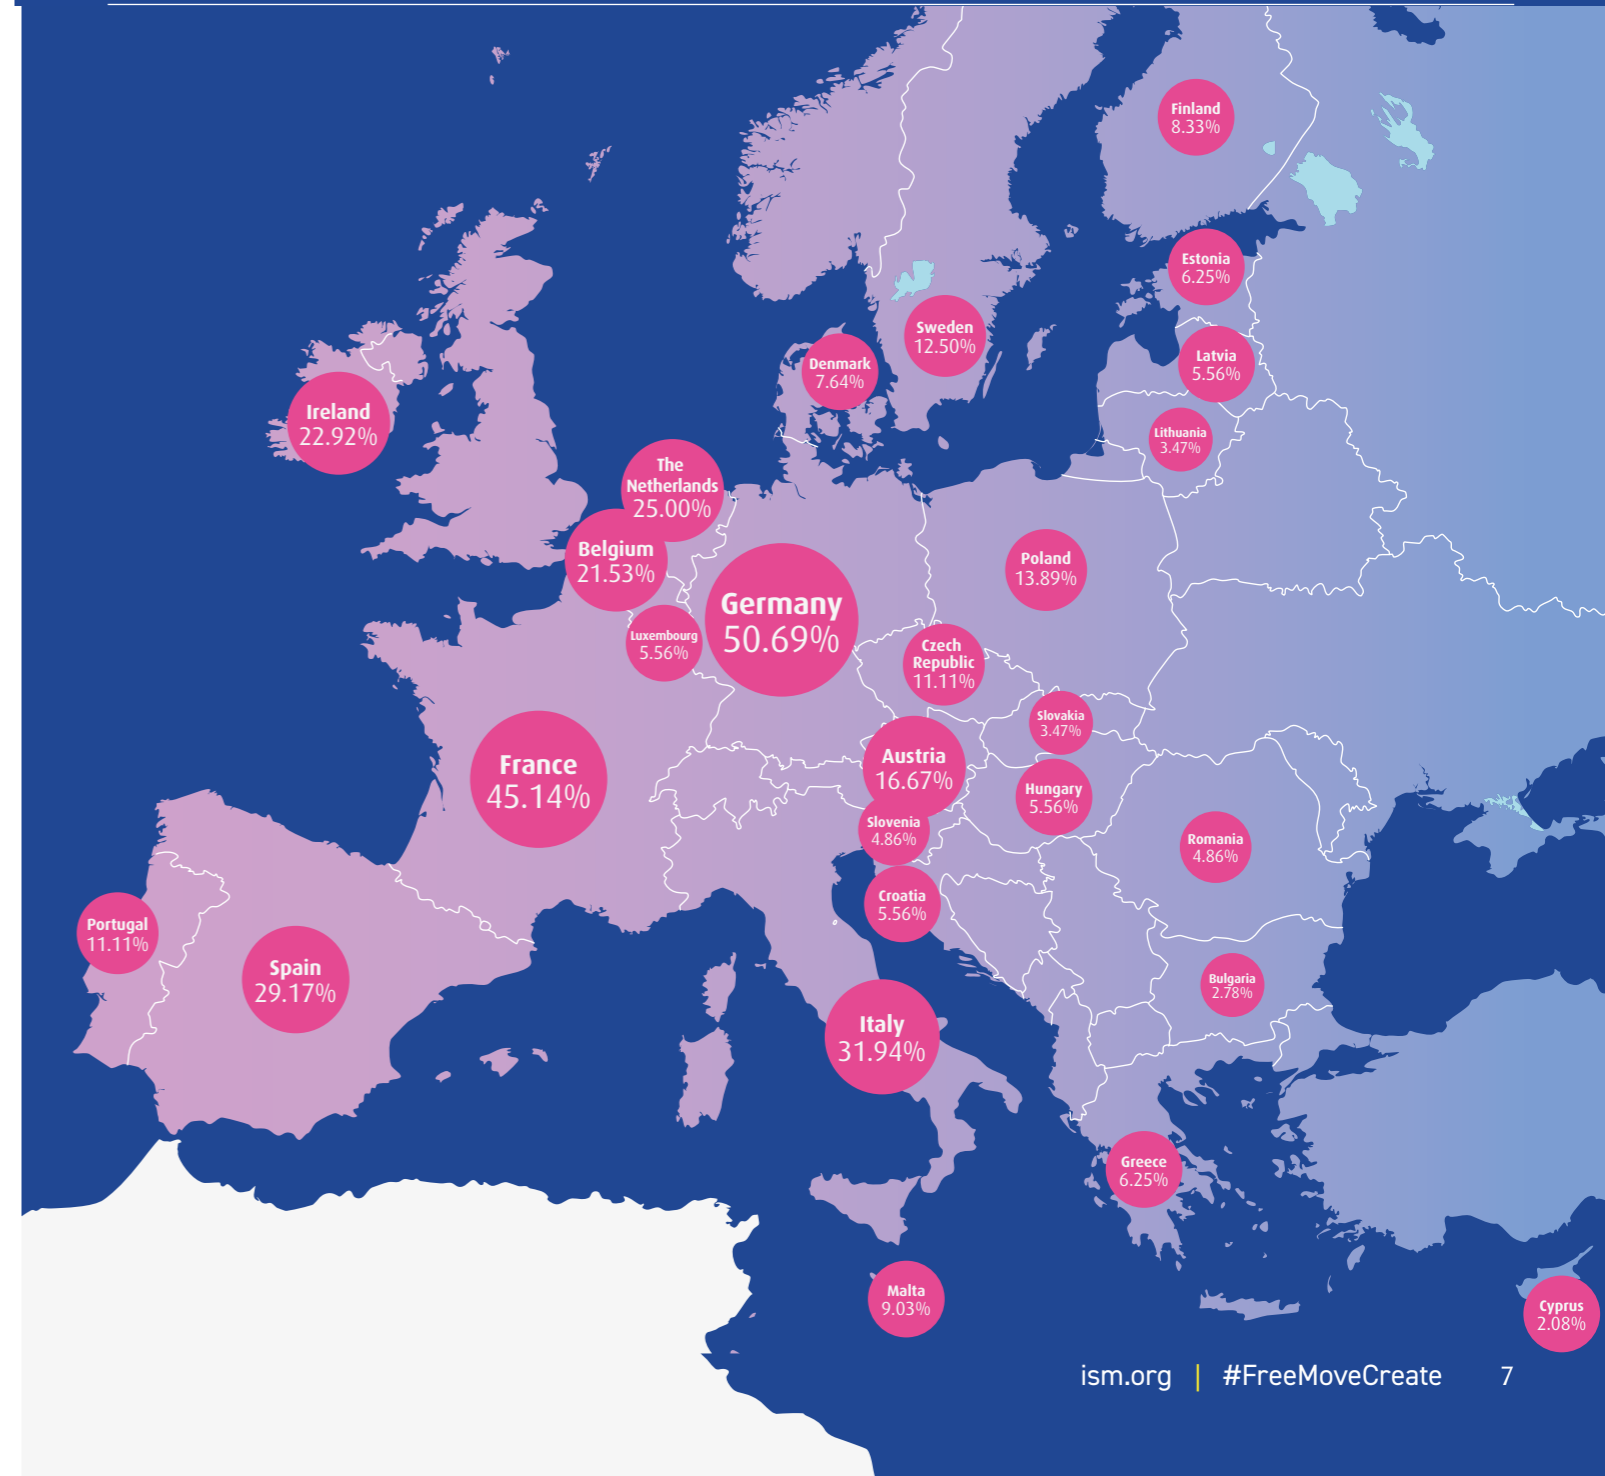 Finland
8.33%
Estonia
6.25%
Sweden
12.50%
Latvia
5.56%
Denmark
7.64%
Ireland
22.92%
Lithuania
3.47%
The
Netherlands
25.00%
Belgium
21.53%
Poland
13.89%
Germany
50.69%
Luxembourg
5.56%
Czech
Republic
11.11%
Slovakia
3.47%
France
45.14%
Austria
16.67%
Hungary
5.56%
Slovenia
4.86%
Romania
4.86%
Croatia
5.56%
Portugal
11.11%
Spain
29.17%
Bulgaria
2.78%
Italy
31.94%
Greece
6.25%
Malta
9.03%
Cyprus
2.08%
ism.org | #FreeMoveCreate 7